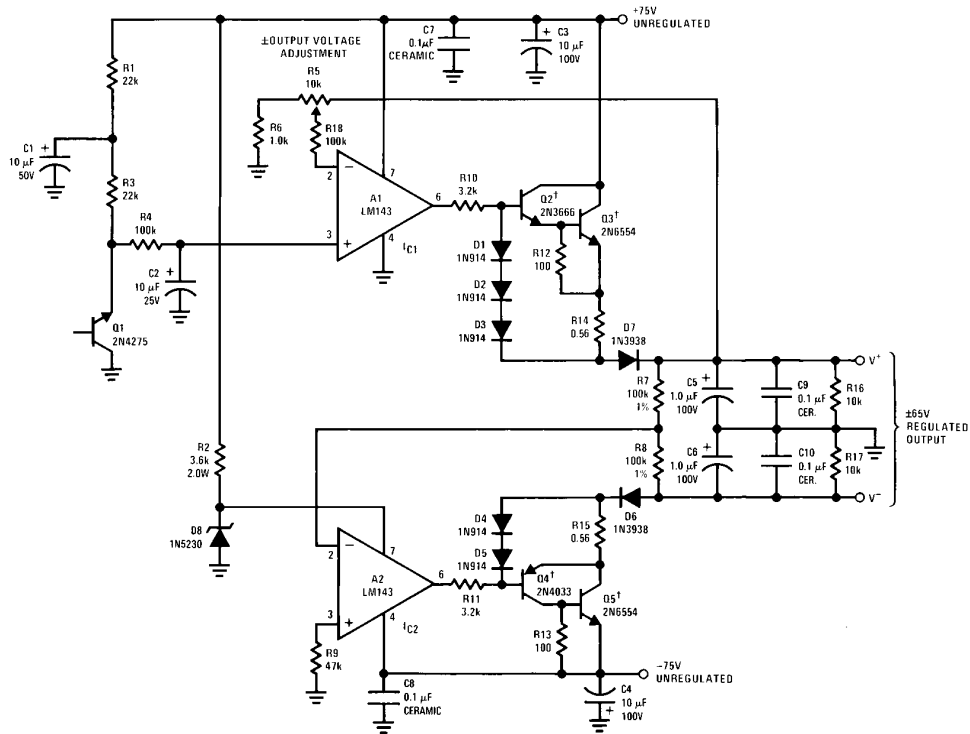 +75V
UNREGULATED
±OUTPUT VOLTAGE
ADJUSTMENT
C7
0.1μF
CERAMIC
C3
10 μF
100V
+
R1
22k
R5
10k
R6
1.0k
R18
100k
C1
10 μF
50V
+
R3
22k
R4
100k
C2
10 μF
25V
+
Q1
2N4275
2
−
3
+
7
6
4
A1
LM143
IC1
R10
3.2k
Q2†
2N3666
Q3†
2N6554
D1
1N914
D2
1N914
D3
1N914
R12
100
R14
0.56
D7
1N3938
V+
R7
100k
1%
C5
1.0 μF
100V
+
C9
0.1 μF
CER.
R16
10k
±65V
REGULATED
OUTPUT
R8
100k
1%
C6
1.0 μF
100V
+
C10
0.1 μF
CER.
R17
10k
V−
R2
3.6k
2.0W
D8
1N5230
D4
1N914
D5
1N914
R15
0.56
D6
1N3938
2
−
3
+
7
6
4
A2
LM143
IC2
R11
3.2k
Q4†
2N4033
Q5†
2N6554
R13
100
R9
47k
C8
0.1 μF
CERAMIC
−75V
UNREGULATED
C4
10 μF
100V
+